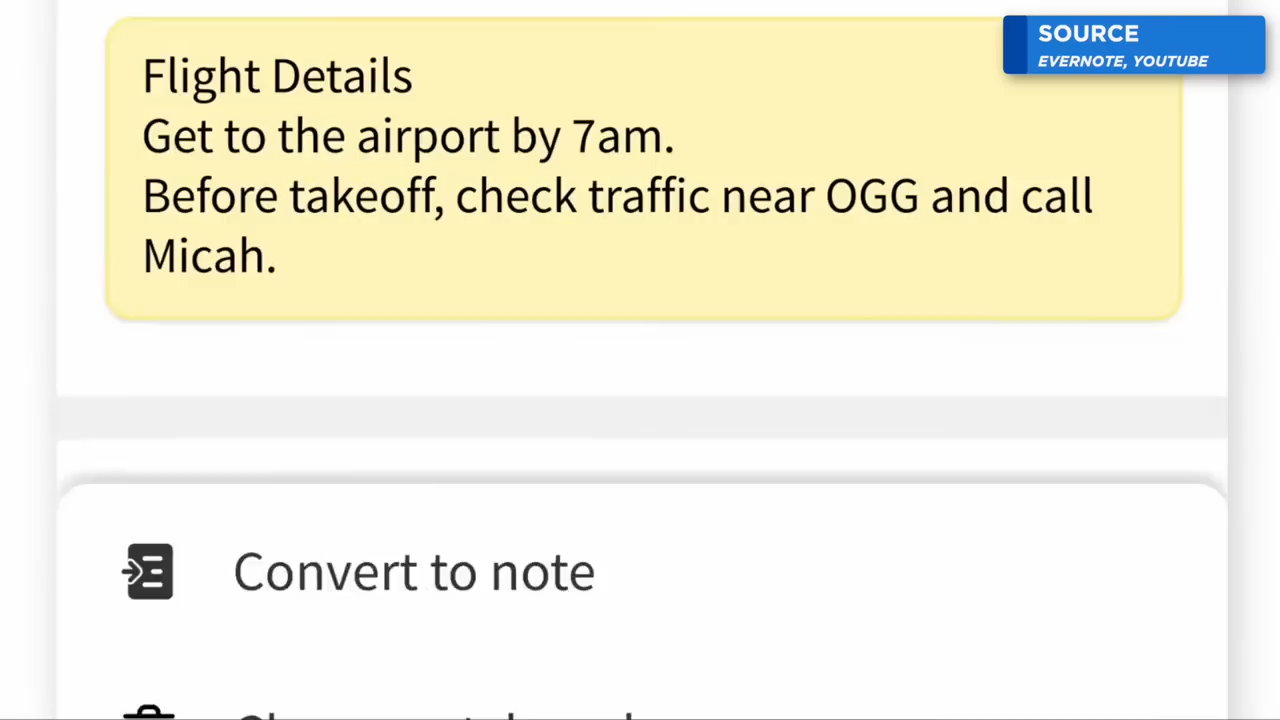 SOURCE
EVERNOTE, YOUTUBE
Flight Details
Get to the airport by 7am.
Before takeoff, check traffic near OGG and call
Micah.
Convert to note